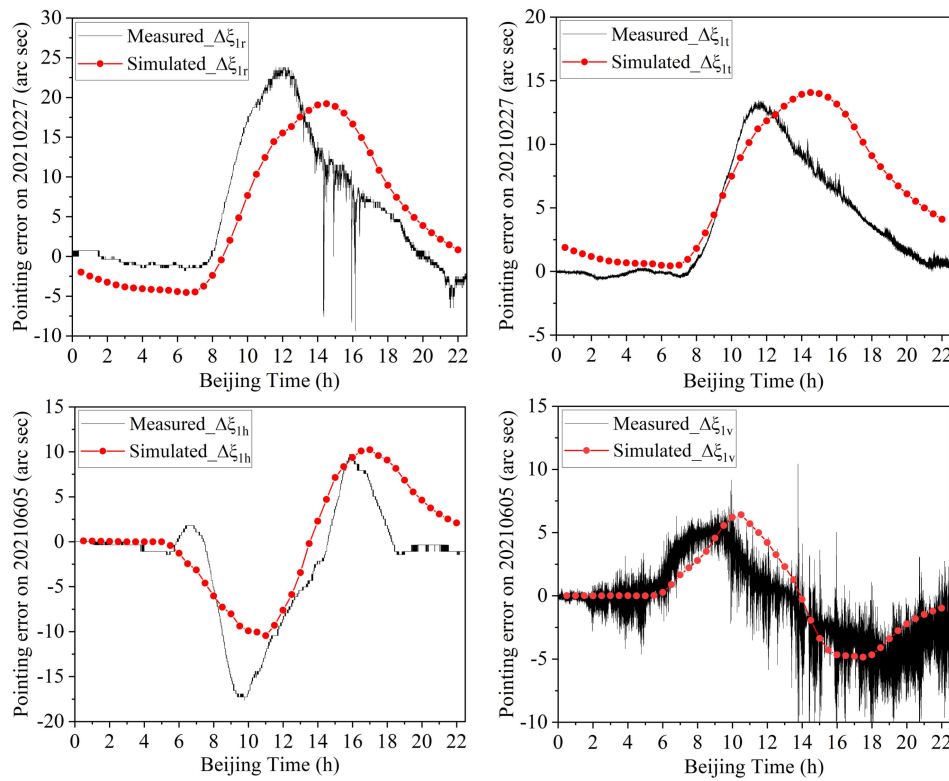 Pointing error on 20210227 (arc sec)
30
25
20
15
10
5
0
-5
-10
Measured_Δξ1r
Simulated_Δξ1r
0 2 4 6 8 10 12 14 16 18 20 22
Beijing Time (h)
Pointing error on 20210227 (arc sec)
20
15
10
5
0
-5
Measured_Δξ1t
Simulated_Δξ1t
0 2 4 6 8 10 12 14 16 18 20 22
Beijing Time (h)
Pointing error on 20210605 (arc sec)
15
10
5
0
-5
-10
-15
-20
Measured_Δξ1h
Simulated_Δξ1h
0 2 4 6 8 10 12 14 16 18 20 22
Beijing Time (h)
Pointing error on 20210605 (arc sec)
15
10
5
0
-5
-10
Measured_Δξ1v
Simulated_Δξ1v
0 2 4 6 8 10 12 14 16 18 20 22
Beijing Time (h)